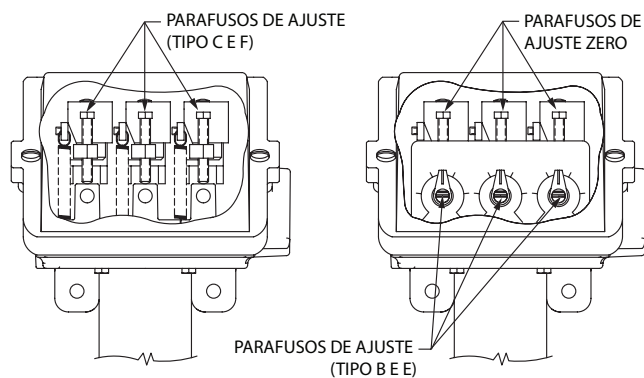 PARAFUSOS DE AJUSTE
(TIPO C E F)
PARAFUSOS DE
AJUSTE ZERO
PARAFUSOS DE AJUSTE
(TIPO B E E)